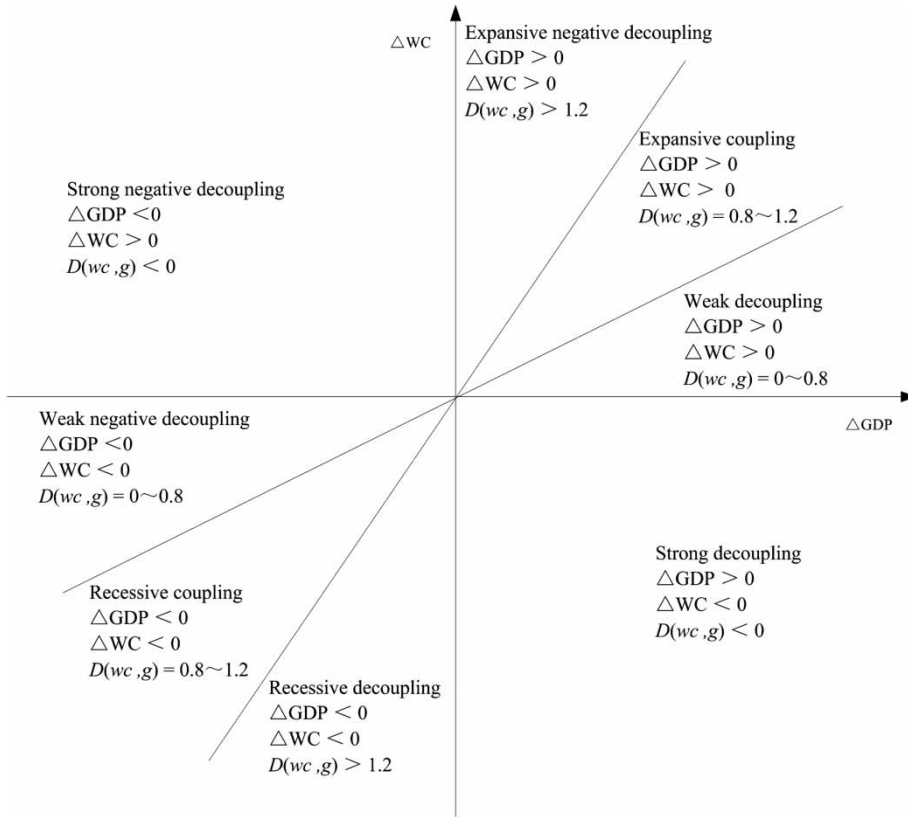 △WC
Expansive negative decoupling
△GDP > 0
△WC > 0
D(wc ,g) > 1.2
Expansive coupling
△GDP > 0
△WC > 0
D(wc ,g) = 0.8～1.2
Strong negative decoupling
△GDP <0
△WC > 0
D(wc ,g) < 0
Weak decoupling
△GDP > 0
△WC > 0
D(wc ,g) = 0～0.8
△GDP
Weak negative decoupling
△GDP <0
△WC < 0
D(wc ,g) = 0～0.8
Strong decoupling
△GDP > 0
△WC < 0
D(wc ,g) < 0
Recessive coupling
△GDP < 0
△WC < 0
D(wc ,g) = 0.8～1.2
Recessive decoupling
△GDP < 0
△WC < 0
D(wc ,g) > 1.2